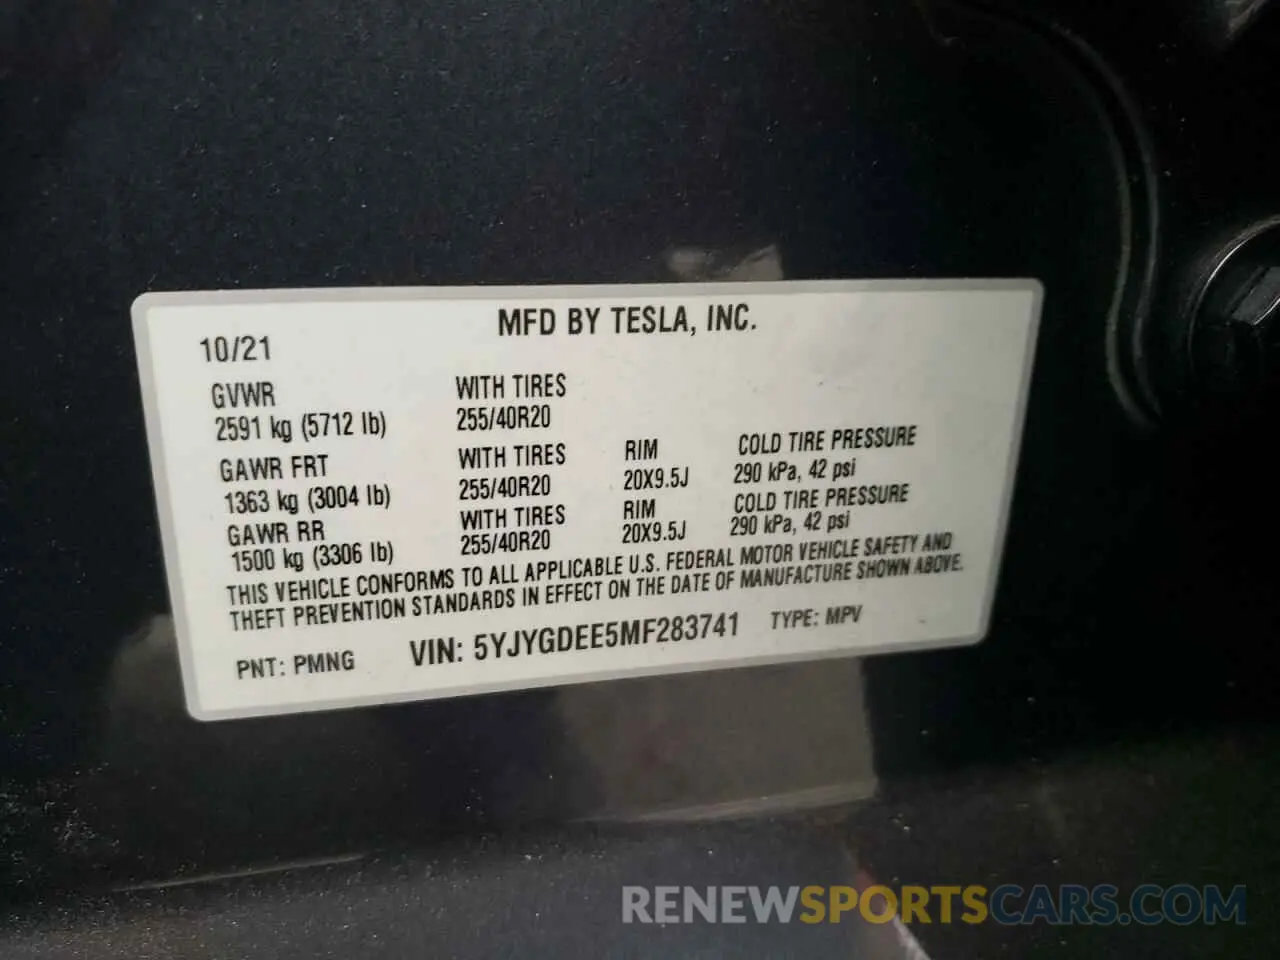 MFD BY TESLA, INC.
10/21
GVWR WITH TIRES
2591 kg (5712 lb) 255/40R20
GAWR FRT WITH TIRES RIM COLD TIRE PRESSURE
1363 kg (3004 lb) 255/40R20 20X9.5J 290 kPa, 42 psi
GAWR RR WITH TIRES RIM COLD TIRE PRESSURE
1500 kg (3306 lb) 255/40R20 20X9.5J 290 kPa, 42 psi
THIS VEHICLE CONFORMS TO ALL APPLICABLE U.S. FEDERAL MOTOR VEHICLE SAFETY AND
THEFT PREVENTION STANDARDS IN EFFECT ON THE DATE OF MANUFACTURE SHOWN ABOVE.
PNT: PMNG VIN: 5YJYGDEE5MF283741 TYPE: MPV
RENEWSPORTSCARS.COM